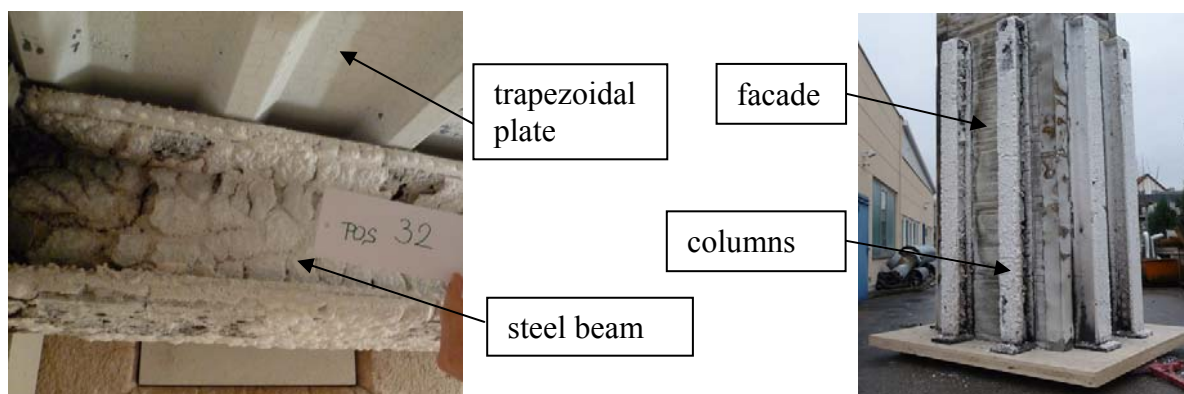 trapezoidal
plate
facade
POS 32
columns
steel beam